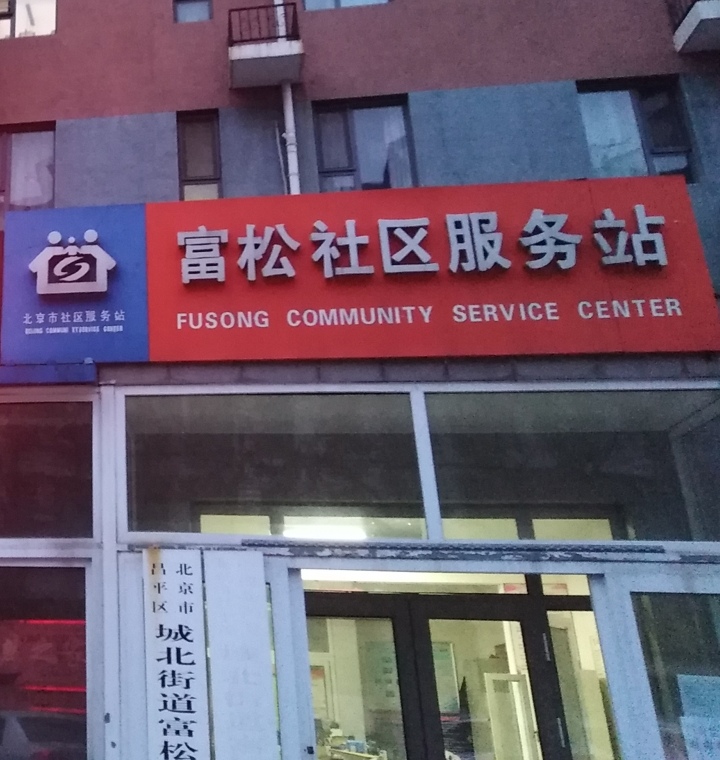 富松社区服务站
FUSONG COMMUNITY SERVICE CENTER
北京市社区服务站
北京市
昌平区
城北街道富松